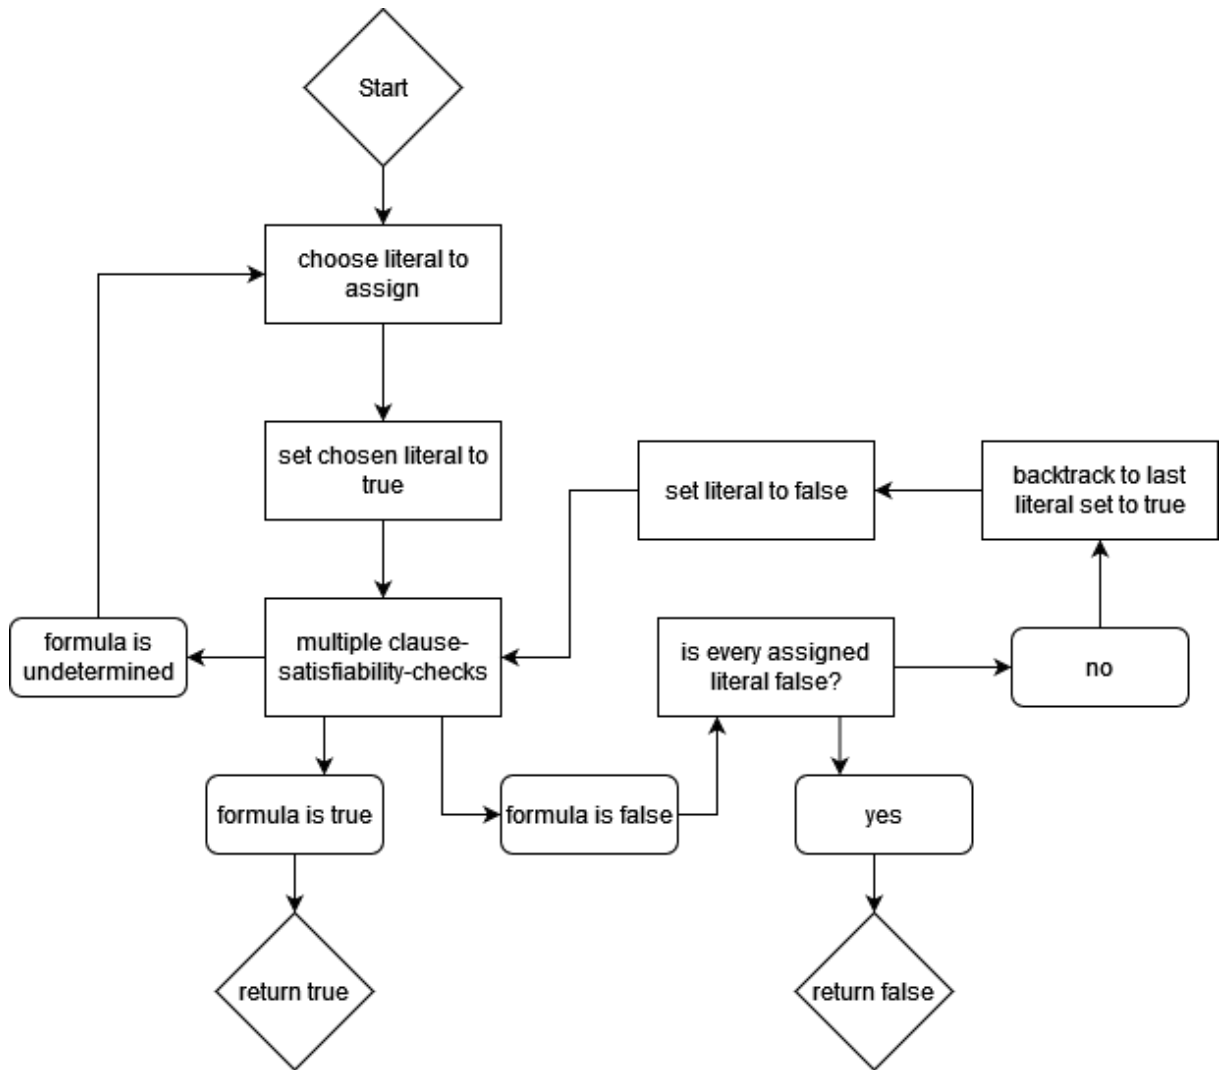 Start
choose literal to
assign
set chosen literal to
true
set literal to false
backtrack to last
literal set to true
formula is
undetermined
multiple clause-
satisfiability-checks
is every assigned
literal false?
no
formula is true
formula is false
yes
return true
return false